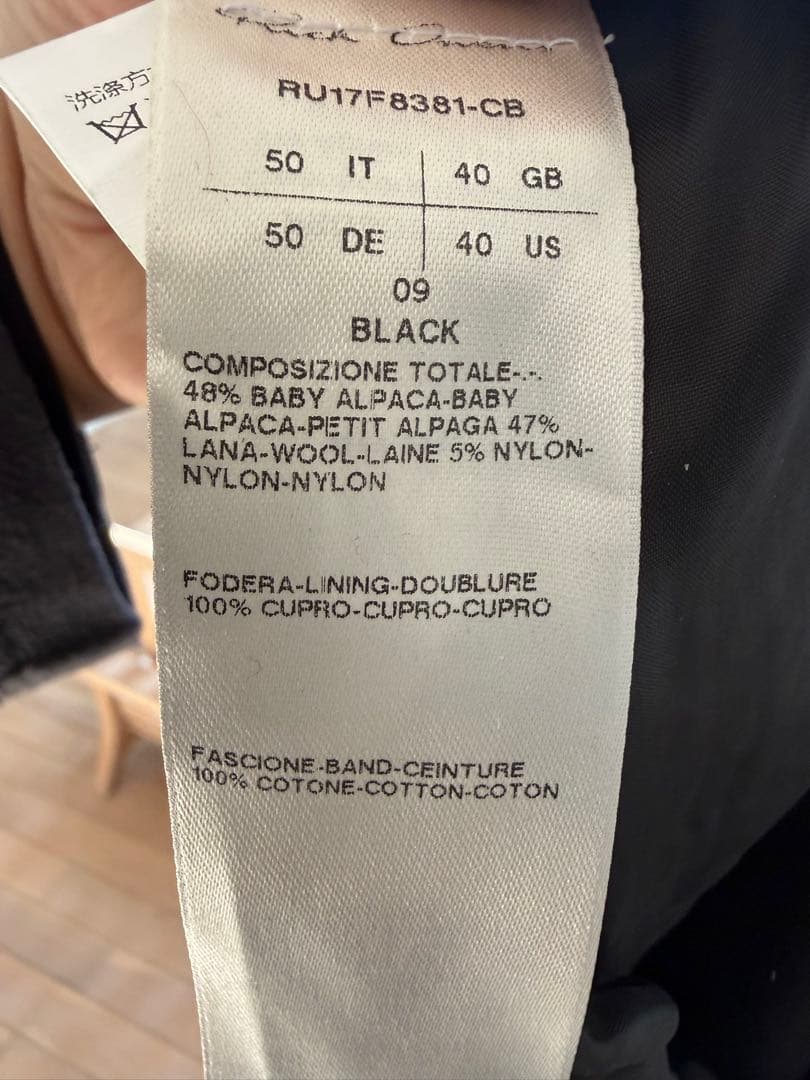 Rick Owens
洗涤方
RU17F8381-CB
50 IT 40 GB
50 DE 40 US
09
BLACK
COMPOSIZIONE TOTALE-.-.
48% BABY ALPACA-BABY
ALPACA-PETIT ALPAGA 47%
LANA-WOOL-LAINE 5% NYLON-
NYLON-NYLON
FODERA-LINING-DOUBLURE
100% CUPRO-CUPRO-CUPRO
FASCIONE-BAND-CEINTURE
100% COTONE-COTTON-COTON